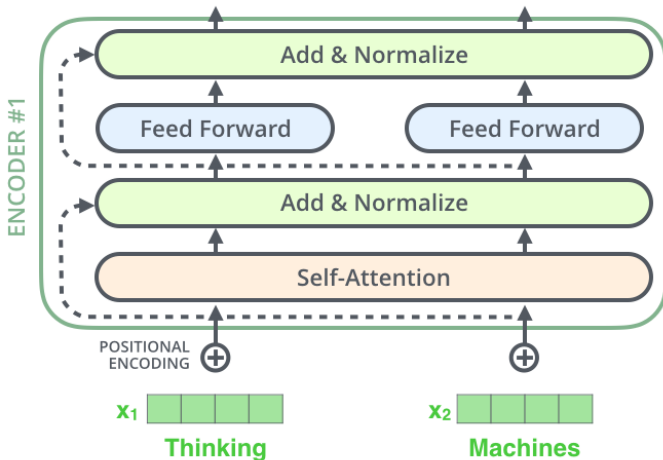 ENCODER #1
Add & Normalize
Feed Forward Feed Forward
Add & Normalize
Self-Attention
POSITIONAL
ENCODING
x1 x2
Thinking Machines